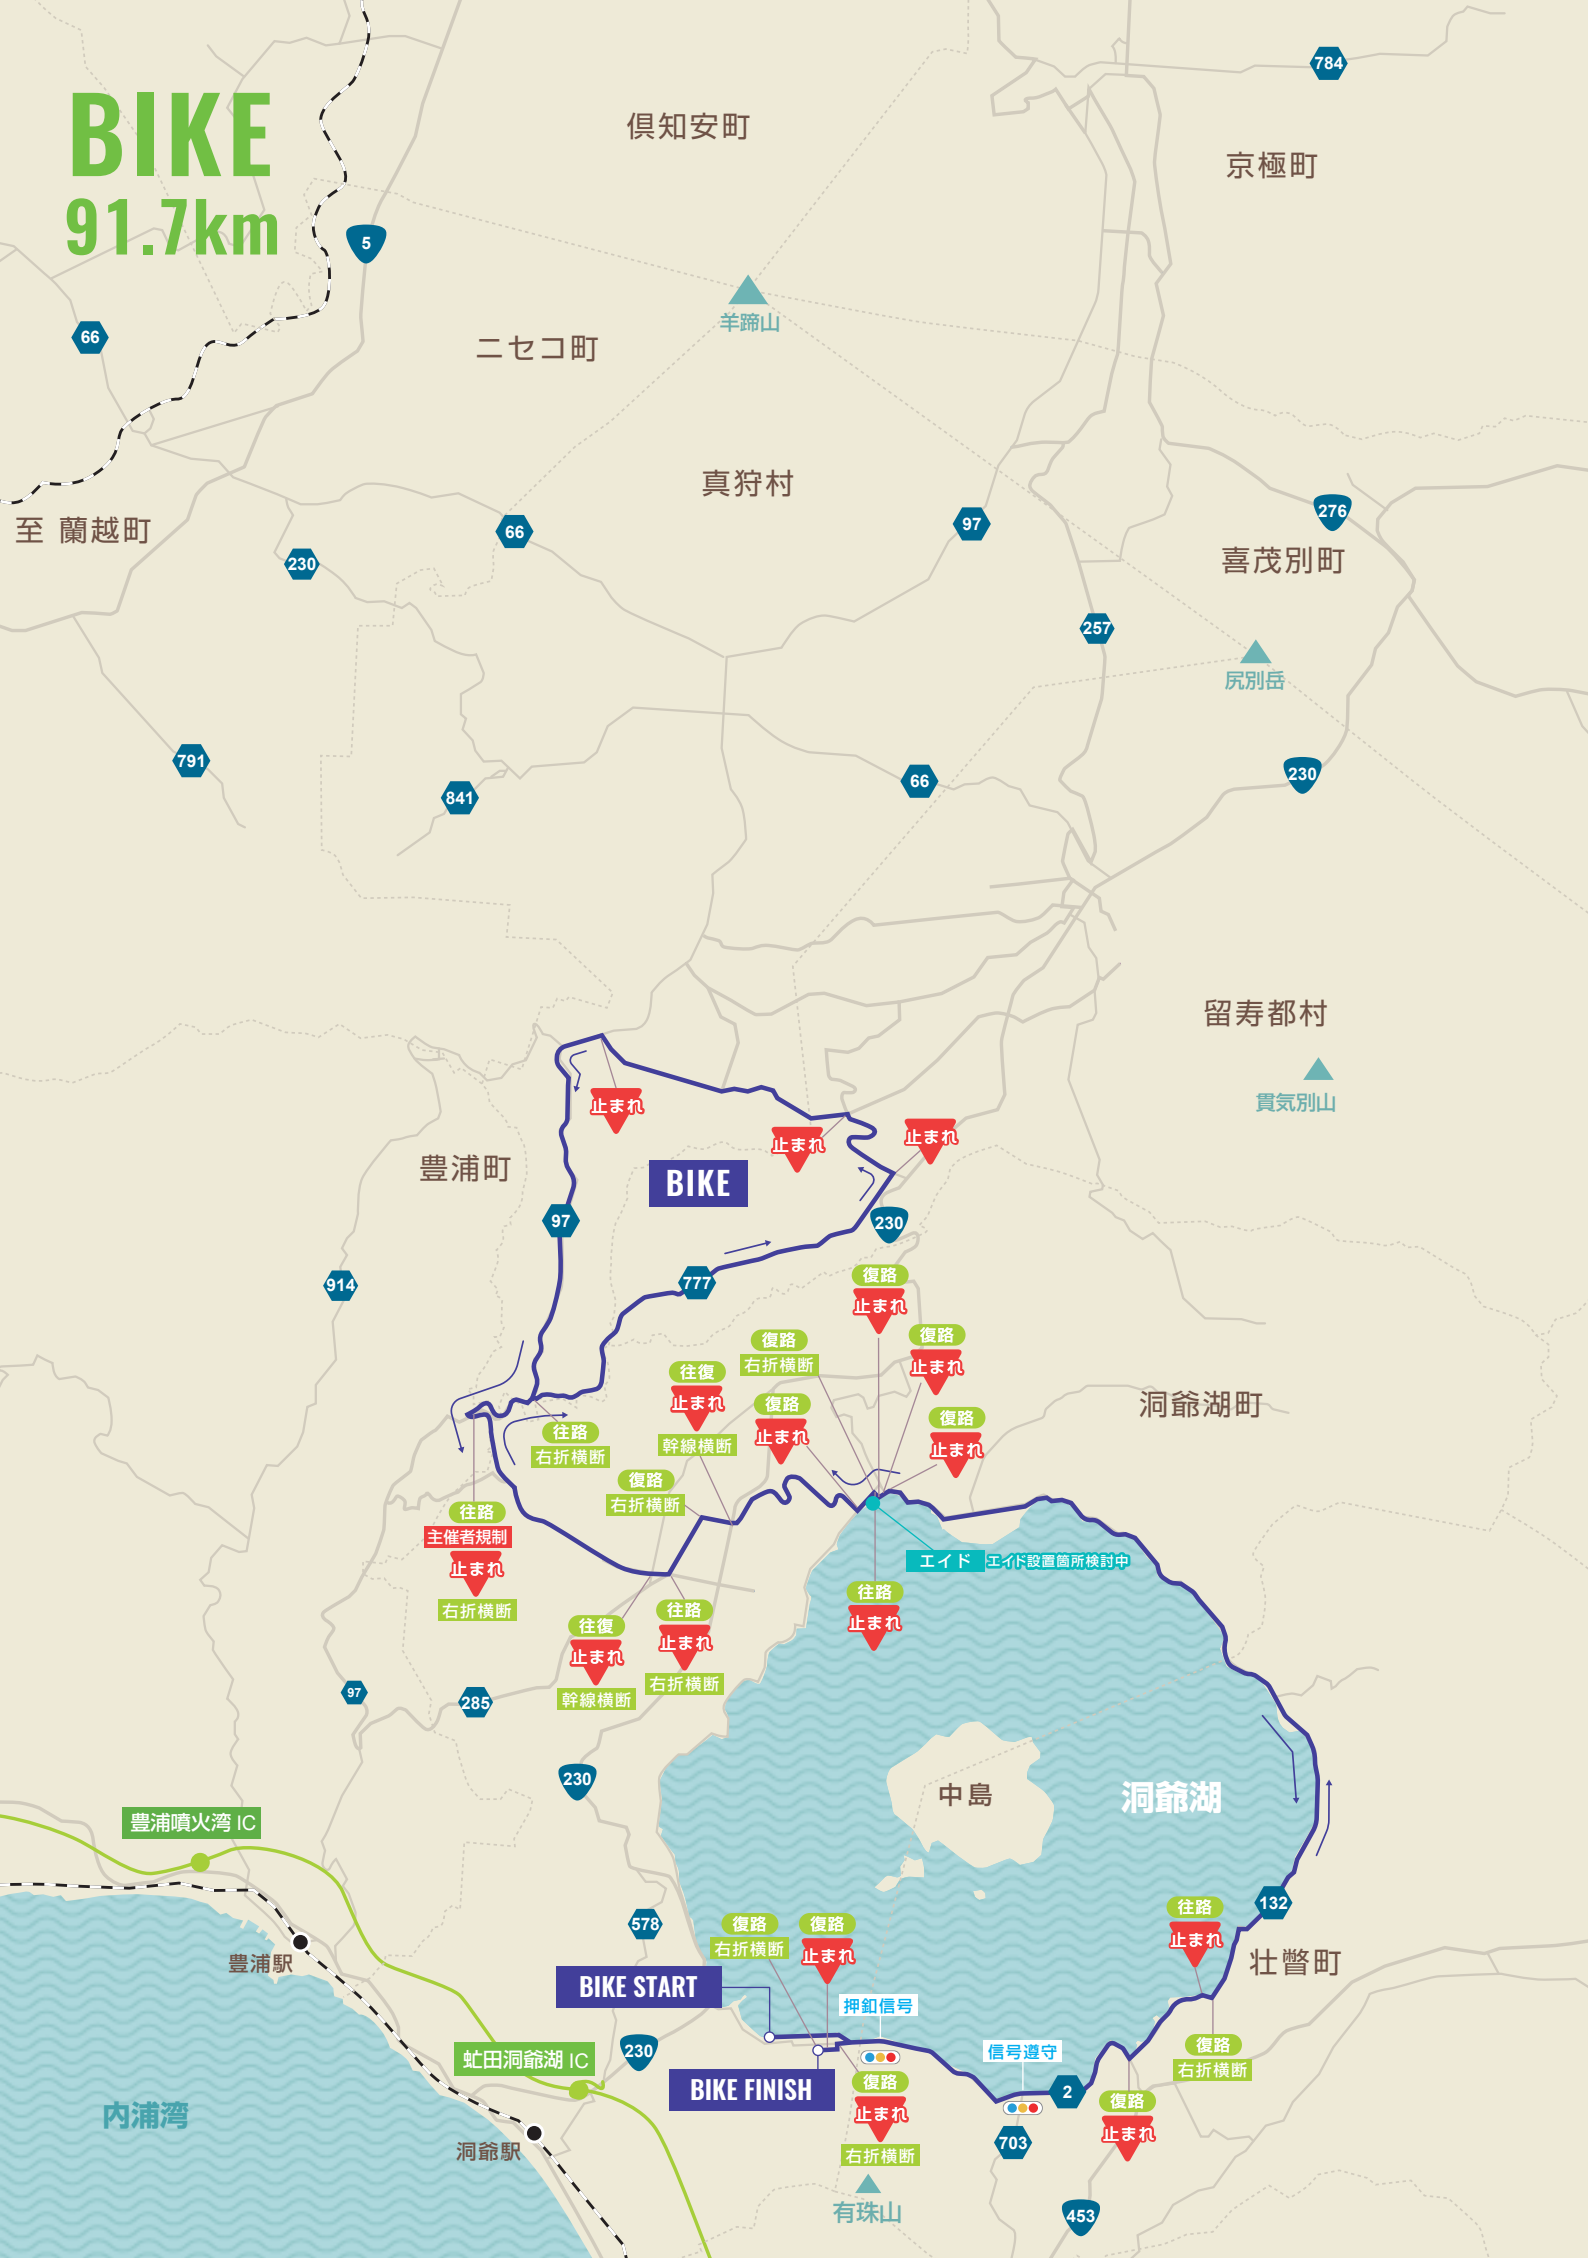 BIKE
91.7km
784
倶知安町
京極町
5
羊蹄山
66
ニセコ町
真狩村
276
至 蘭越町
66
97
喜茂別町
230
257
尻別岳
791
841
66
230
留寿都村
貫気別山
止まれ
止まれ
止まれ
豊浦町
BIKE
97
230
914
777
復路
止まれ
復路
右折横断
復路
止まれ
往復
止まれ
幹線横断
復路
止まれ
洞爺湖町
復路
止まれ
往路
右折横断
復路
右折横断
往路
主催者規制
止まれ
右折横断
エイド
エイド設置箇所検討中
往路
止まれ
往復
止まれ
幹線横断
往路
止まれ
右折横断
97
285
230
中島
洞爺湖
豊浦噴火湾 IC
132
往路
止まれ
578
復路
右折横断
復路
止まれ
豊浦駅
壮瞥町
BIKE START
押釦信号
虻田洞爺湖 IC
230
信号遵守
復路
右折横断
BIKE FINISH
復路
止まれ
右折横断
2
復路
止まれ
内浦湾
洞爺駅
703
有珠山
453